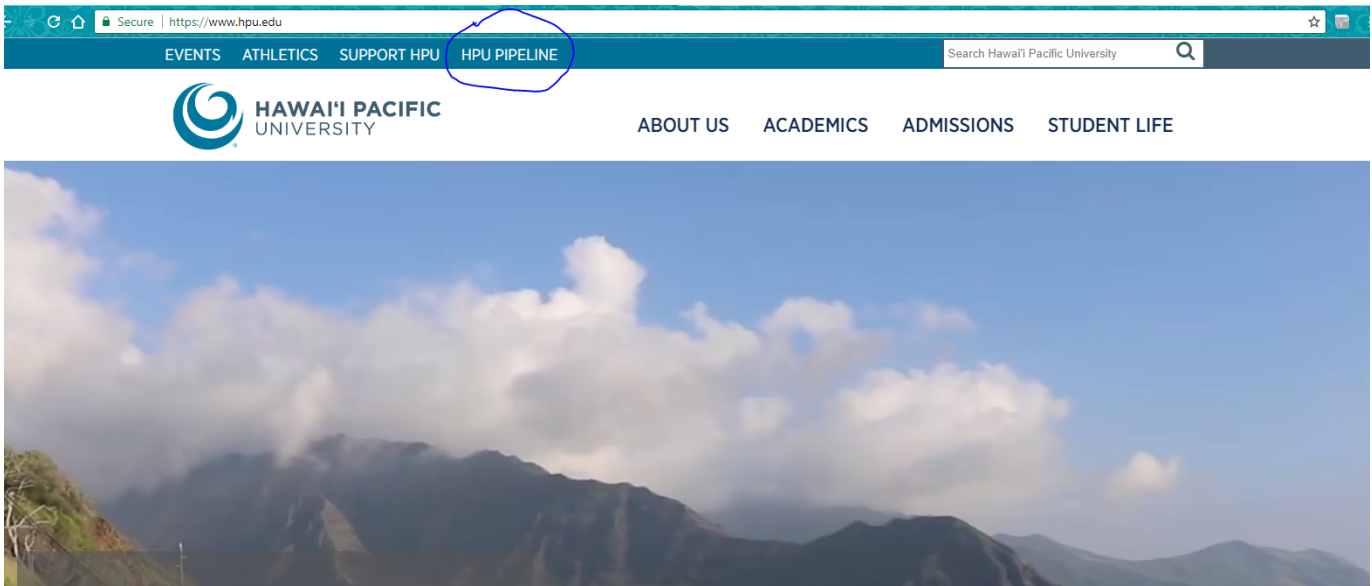 Secure | https://www.hpu.edu
EVENTS ATHLETICS SUPPORT HPU HPU PIPELINE Search Hawai'i Pacific University
HAWAI'I PACIFIC
UNIVERSITY
ABOUT US ACADEMICS ADMISSIONS STUDENT LIFE